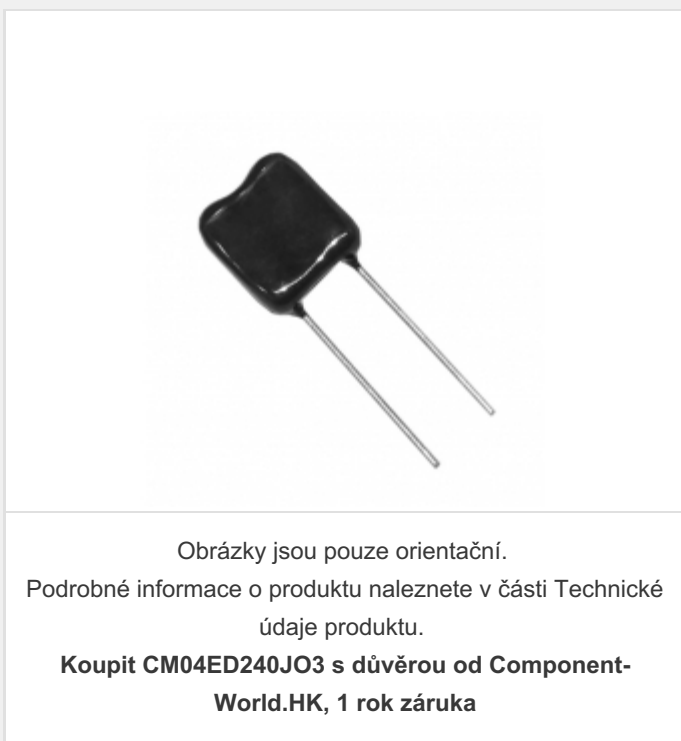 Obrázky jsou pouze orientační.
Podrobné informace o produktu naleznete v části Technické
údaje produktu.
Koupit CM04ED240JO3 s důvěrou od Component-
World.HK, 1 rok záruka